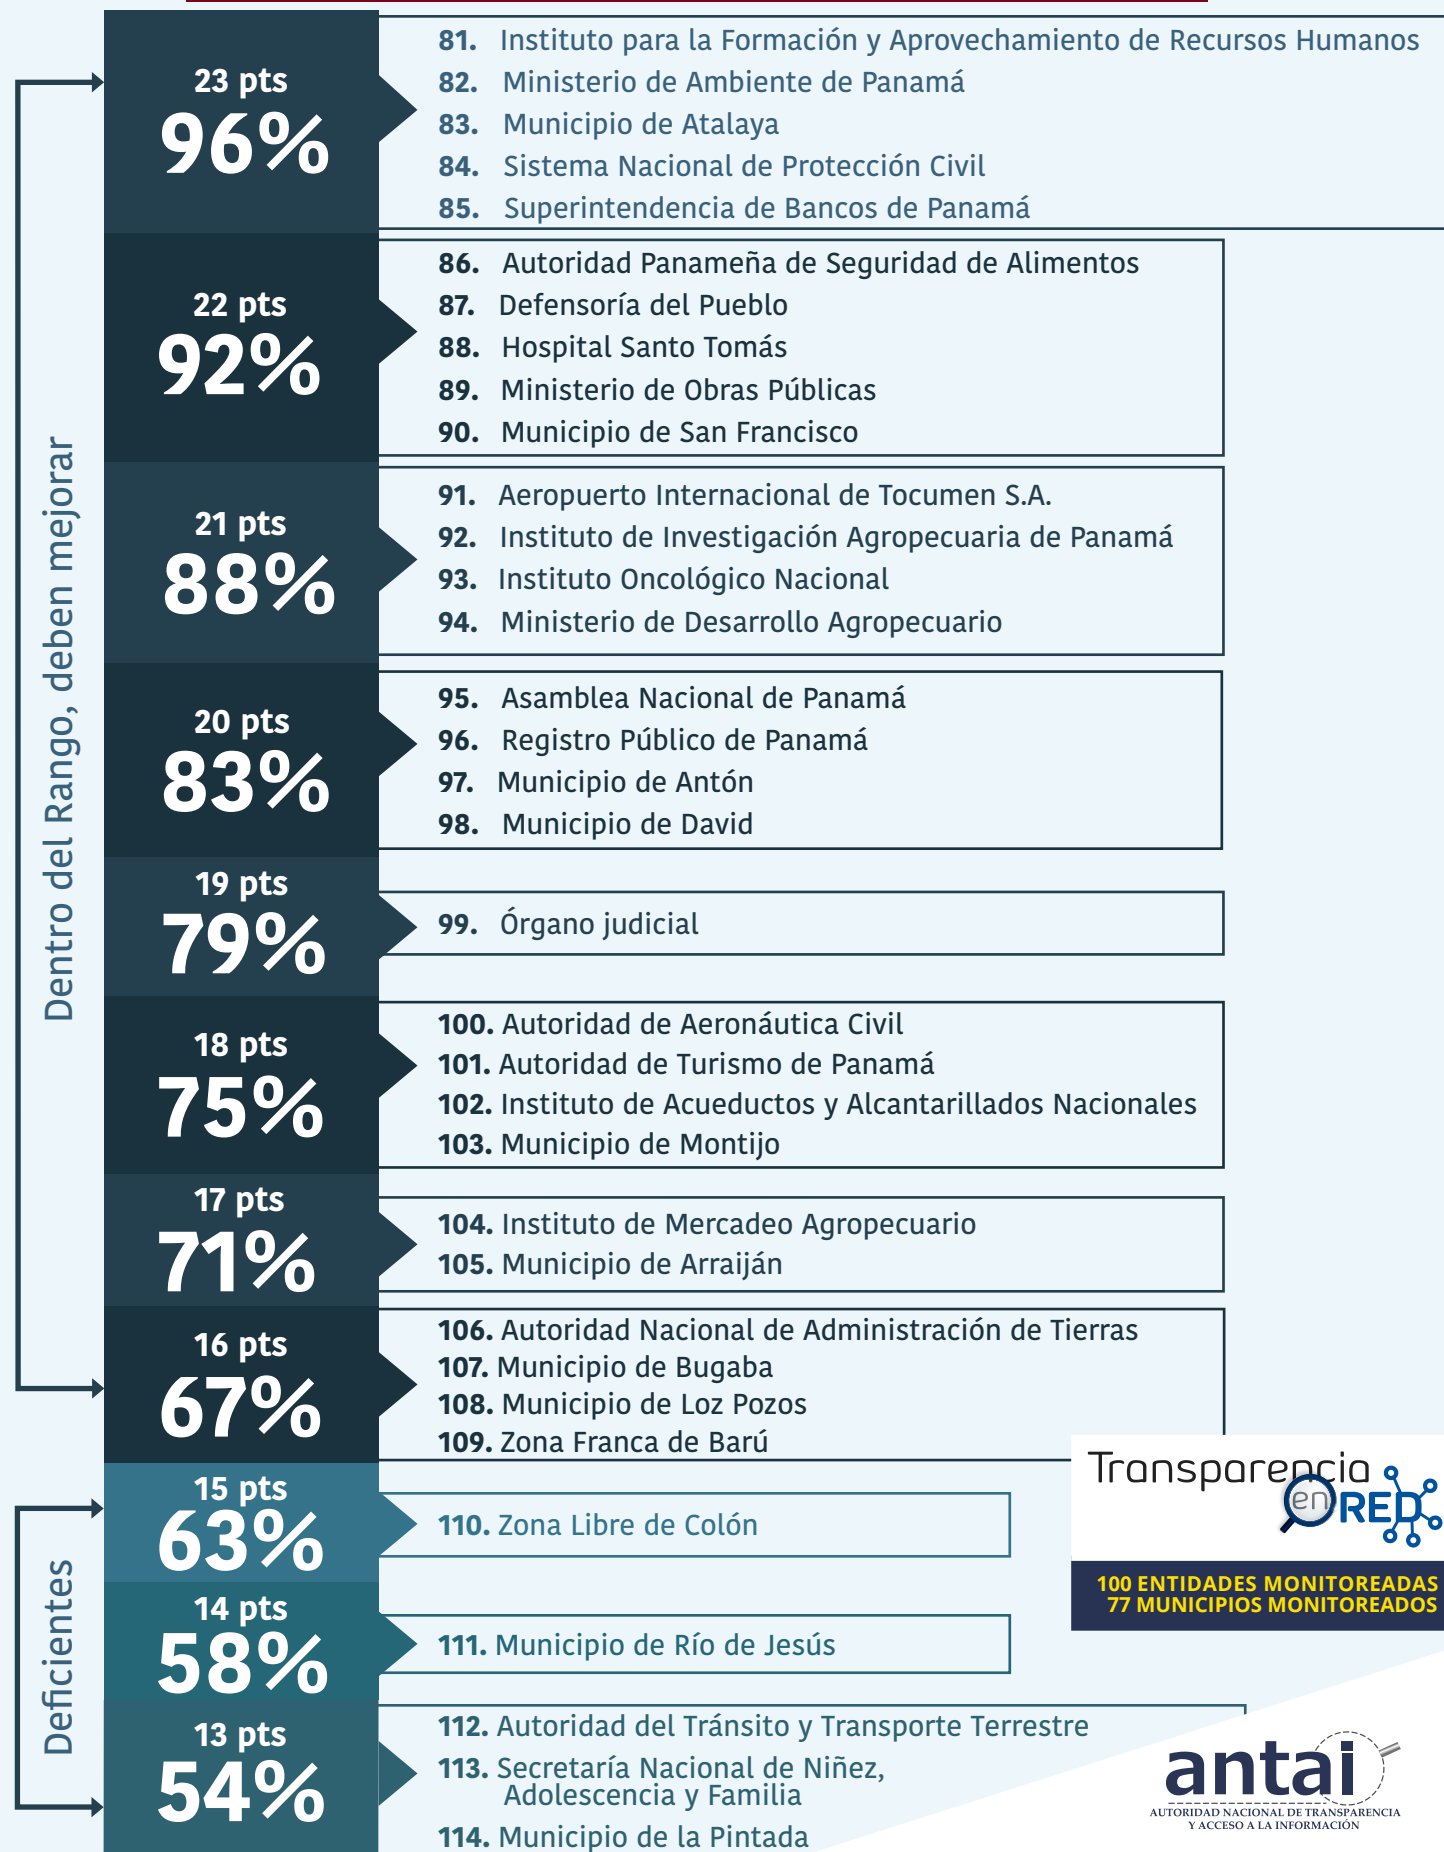 Dentro del Rango, deben mejorar
23 pts
96%
81. Instituto para la Formación y Aprovechamiento de Recursos Humanos
82. Ministerio de Ambiente de Panamá
83. Municipio de Atalaya
84. Sistema Nacional de Protección Civil
85. Superintendencia de Bancos de Panamá
22 pts
92%
86. Autoridad Panameña de Seguridad de Alimentos
87. Defensoría del Pueblo
88. Hospital Santo Tomás
89. Ministerio de Obras Públicas
90. Municipio de San Francisco
21 pts
88%
91. Aeropuerto Internacional de Tocumen S.A.
92. Instituto de Investigación Agropecuaria de Panamá
93. Instituto Oncológico Nacional
94. Ministerio de Desarrollo Agropecuario
20 pts
83%
95. Asamblea Nacional de Panamá
96. Registro Público de Panamá
97. Municipio de Antón
98. Municipio de David
19 pts
79%
99. Órgano judicial
18 pts
75%
100. Autoridad de Aeronáutica Civil
101. Autoridad de Turismo de Panamá
102. Instituto de Acueductos y Alcantarillados Nacionales
103. Municipio de Montijo
17 pts
71%
104. Instituto de Mercadeo Agropecuario
105. Municipio de Arraiján
16 pts
67%
106. Autoridad Nacional de Administración de Tierras
107. Municipio de Bugaba
108. Municipio de Loz Pozos
109. Zona Franca de Barú
Deficientes
15 pts
63%
110. Zona Libre de Colón
14 pts
58%
111. Municipio de Río de Jesús
13 pts
54%
112. Autoridad del Tránsito y Transporte Terrestre
113. Secretaría Nacional de Niñez,
Adolescencia y Familia
114. Municipio de la Pintada
Transparencia
en RED
100 ENTIDADES MONITOREADAS
77 MUNICIPIOS MONITOREADOS
antai
AUTORIDAD NACIONAL DE TRANSPARENCIA
Y ACCESO A LA INFORMACIÓN